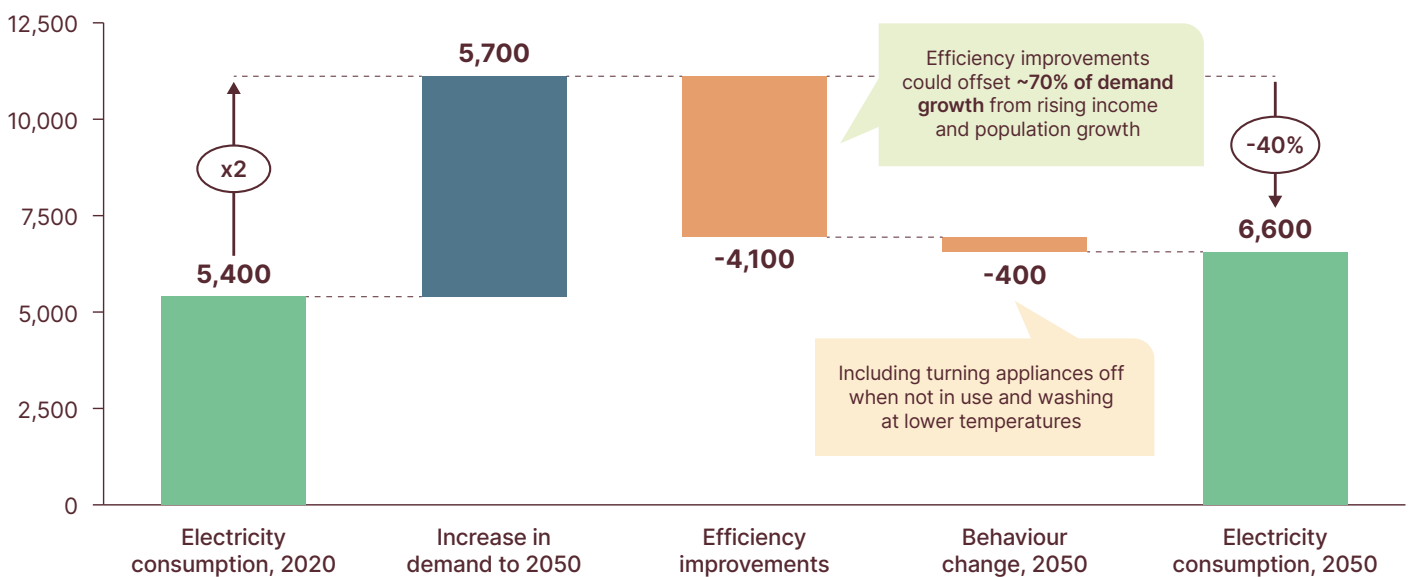 12,500
10,000
7,500
5,000
2,500
0
x2
5,400
5,700
-4,100
-400
-40%
6,600
Efficiency improvements
could offset ~70% of demand
growth from rising income
and population growth
Including turning appliances off
when not in use and washing
at lower temperatures
Electricity
consumption, 2020
Increase in
demand to 2050
Efficiency
improvements
Behaviour
change, 2050
Electricity
consumption, 2050